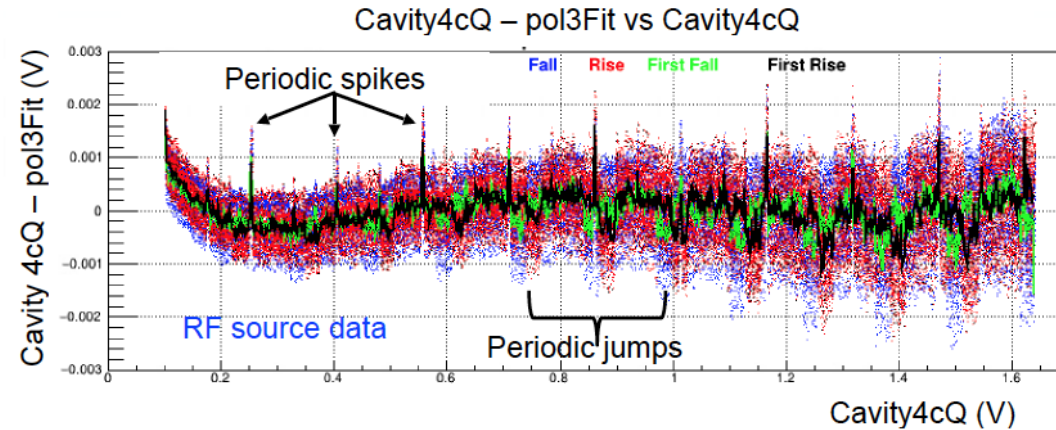 Cavity4cQ – pol3Fit vs Cavity4cQ
Cavity 4cQ – pol3Fit (V)
0.003
0.002
0.001
0
−0.001
−0.002
−0.003
Fall Rise First Fall First Rise
Periodic spikes
RF source data
Periodic jumps
0 0.2 0.4 0.6 0.8 1 1.2 1.4 1.6
Cavity4cQ (V)